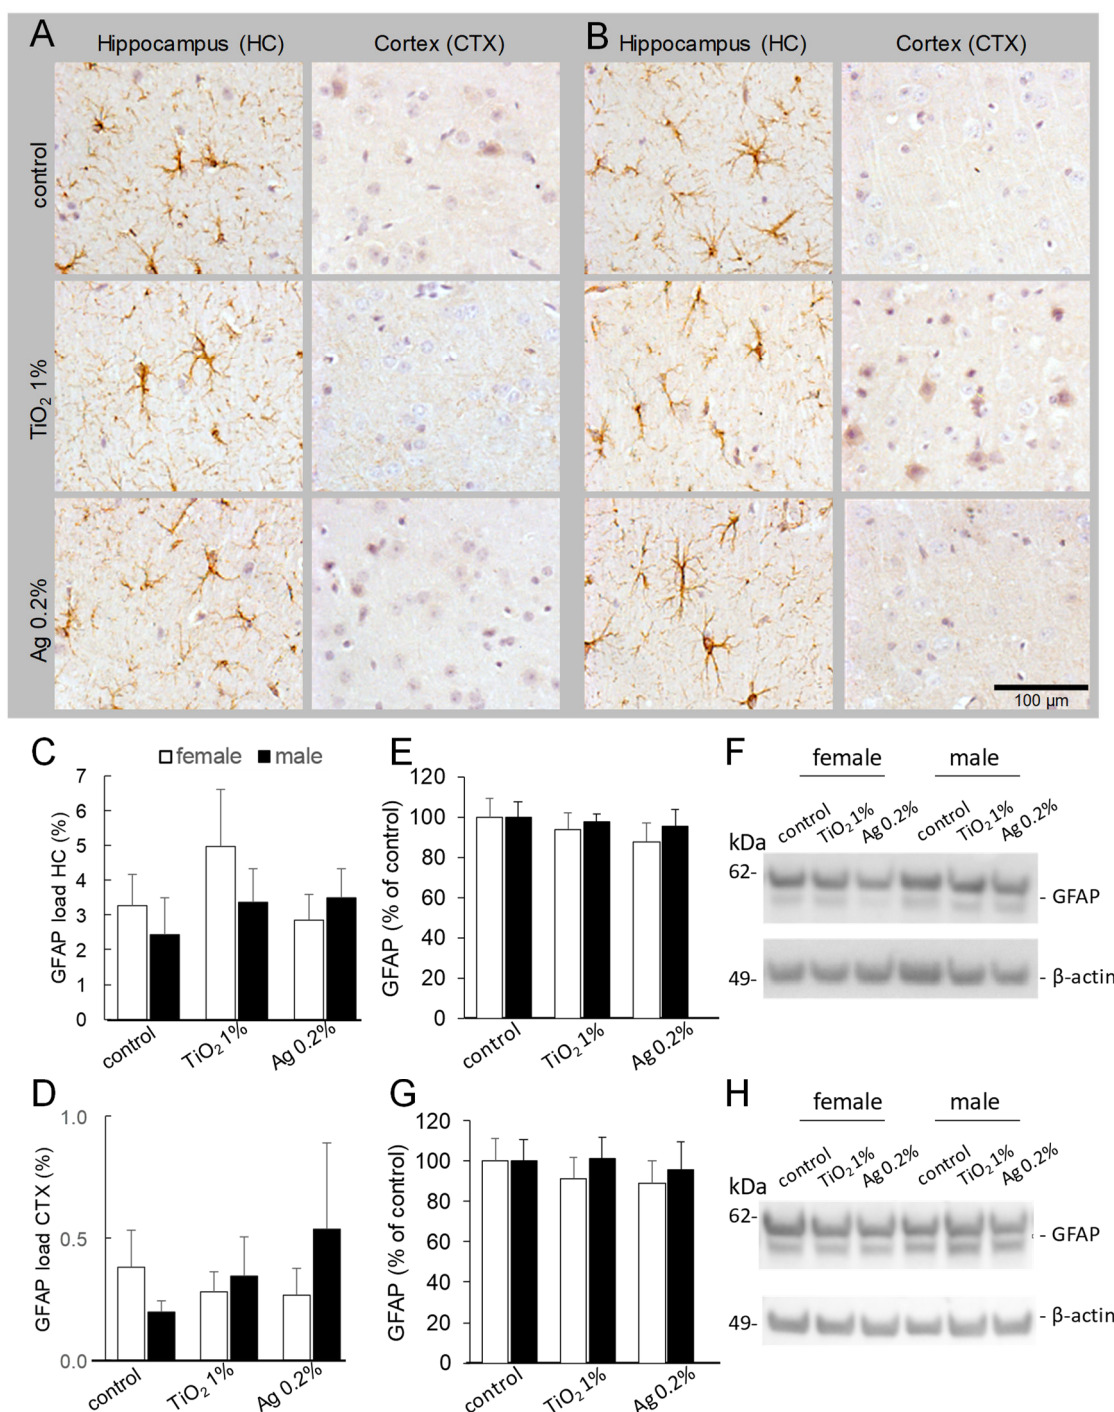 A
Hippocampus (HC)
Cortex (CTX)
B
Hippocampus (HC)
Cortex (CTX)
control
TiO2 1%
Ag 0.2%
100 µm
C
female
male
GFAP load HC (%)
7
6
5
4
3
2
1
0
control
TiO2 1%
Ag 0.2%
E
GFAP (% of control)
120
100
80
60
40
20
0
control
TiO2 1%
Ag 0.2%
F
female
male
control
TiO2 1%
Ag 0.2%
control
TiO2 1%
Ag 0.2%
kDa
62-
- GFAP
49-
- β-actin
D
GFAP load CTX (%)
1.0
0.5
0.0
control
TiO2 1%
Ag 0.2%
G
GFAP (% of control)
120
100
80
60
40
20
0
control
TiO2 1%
Ag 0.2%
H
female
male
control
TiO2 1%
Ag 0.2%
control
TiO2 1%
Ag 0.2%
kDa
62-
- GFAP
49-
- β-actin